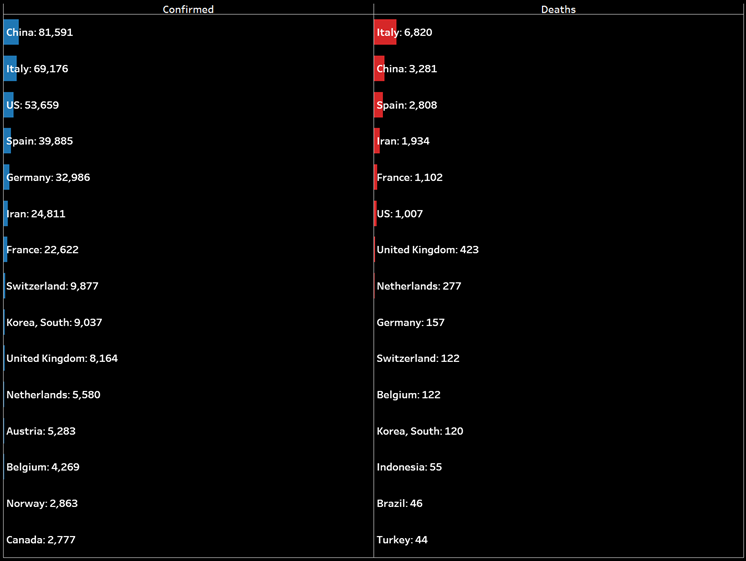 Confirmed
China: 81,591
Italy: 69,176
US: 53,659
Spain: 39,885
Germany: 32,986
Iran: 24,811
France: 22,622
Switzerland: 9,877
Korea, South: 9,037
United Kingdom: 8,164
Netherlands: 5,580
Austria: 5,283
Belgium: 4,269
Norway: 2,863
Canada: 2,777
Deaths
Italy: 6,820
China: 3,281
Spain: 2,808
Iran: 1,934
France: 1,102
US: 1,007
United Kingdom: 423
Netherlands: 277
Germany: 157
Switzerland: 122
Belgium: 122
Korea, South: 120
Indonesia: 55
Brazil: 46
Turkey: 44